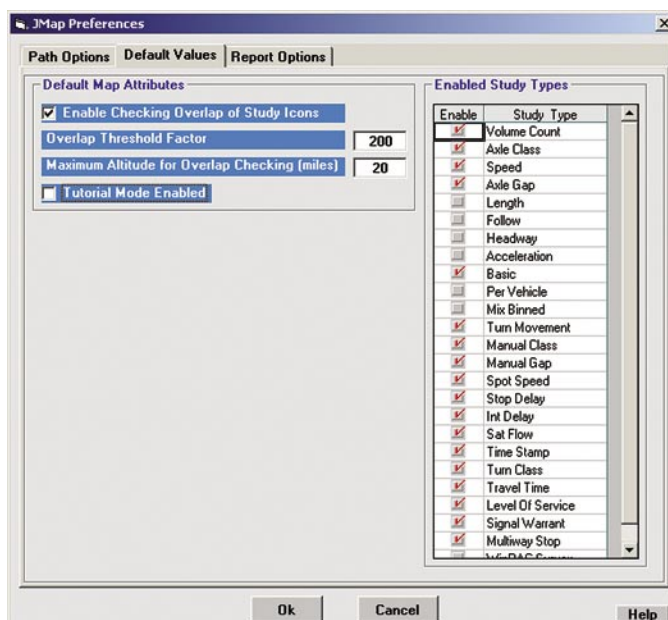 JMap Preferences
Path Options Default Values Report Options
Default Map Attributes
Enable Checking Overlap of Study Icons
Overlap Threshold Factor 200
Maximum Altitude for Overlap Checking (miles) 20
Tutorial Mode Enabled
Enabled Study Types
Enable Study Type
Volume Count
Axle Class
Speed
Axle Gap
Length
Follow
Headway
Acceleration
Basic
Per Vehicle
Mix Binned
Turn Movement
Manual Class
Manual Gap
Spot Speed
Stop Delay
Int Delay
Sat Flow
Time Stamp
Turn Class
Travel Time
Level Of Service
Signal Warrant
Multiway Stop
Ok Cancel Help